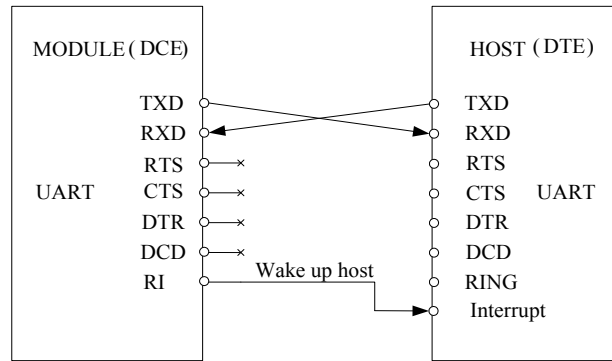 MODULE(DCE)
HOST (DTE)
TXD
TXD
RXD
RXD
RTS
RTS
UART
CTS
CTS
UART
DTR
DTR
DCD
DCD
RI
Wake up host
RING
Interrupt